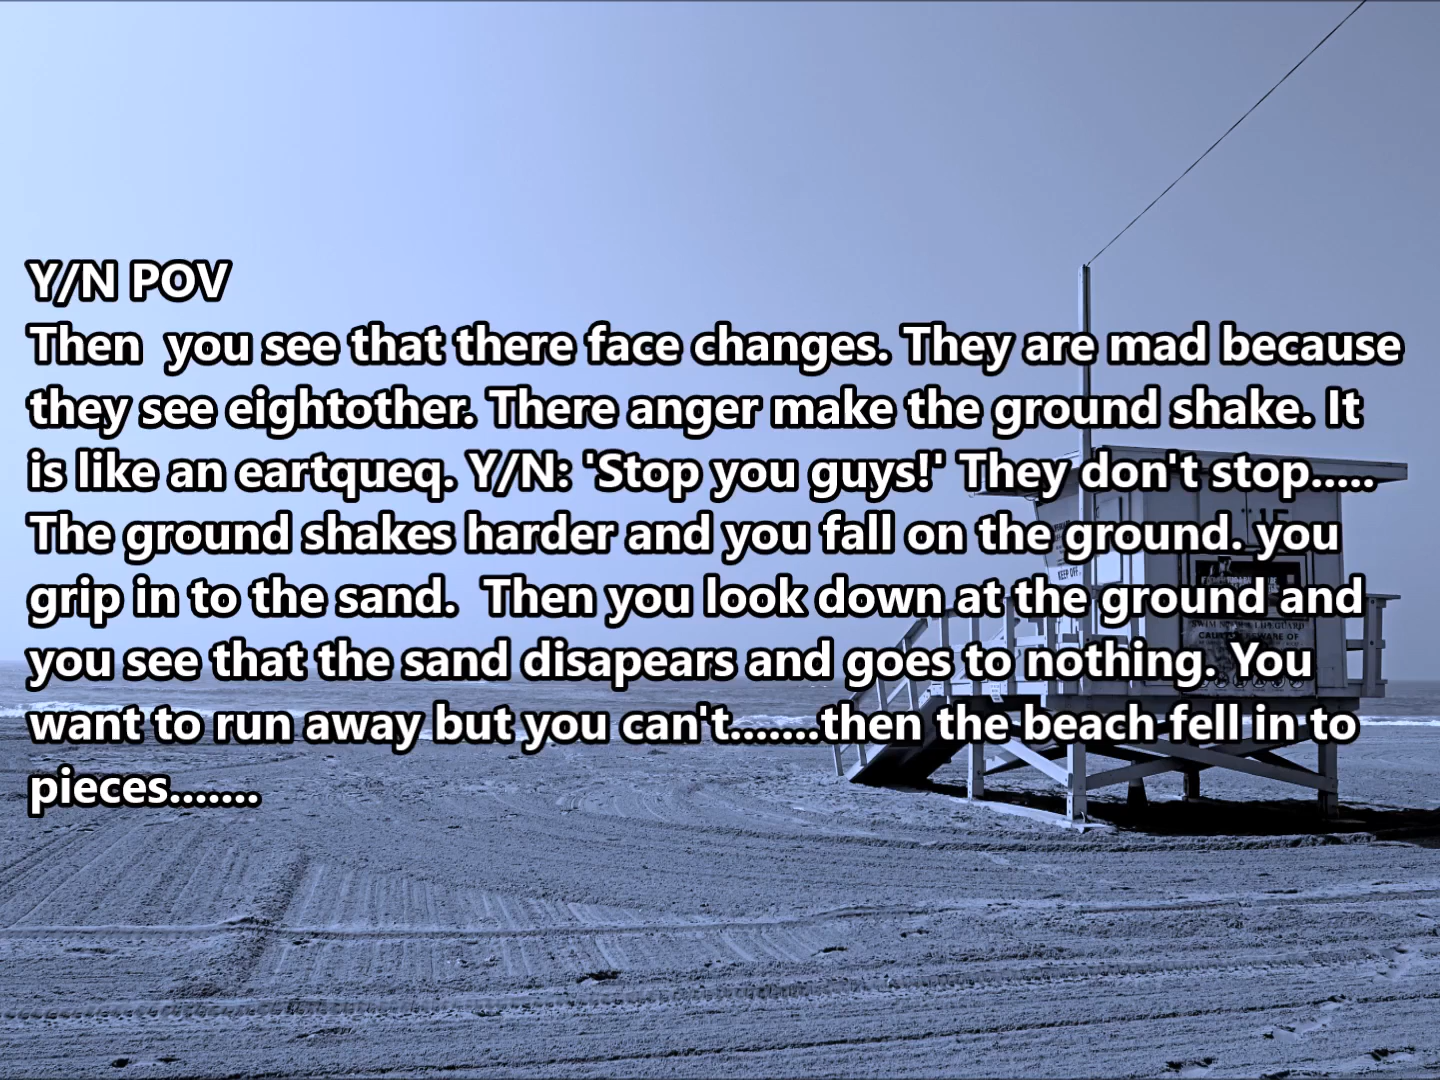 Y/N POV
Then  you see that there face changes. They are mad because
they see eightother. There anger make the ground shake. It
is like an eartqueq. Y/N: 'Stop you guys!' They don't stop.....
The ground shakes harder and you fall on the ground. you
grip in to the sand.  Then you look down at the ground and
you see that the sand disapears and goes to nothing. You
want to run away but you can't.......then the beach fell in to
pieces.......
15
KEEP OFF